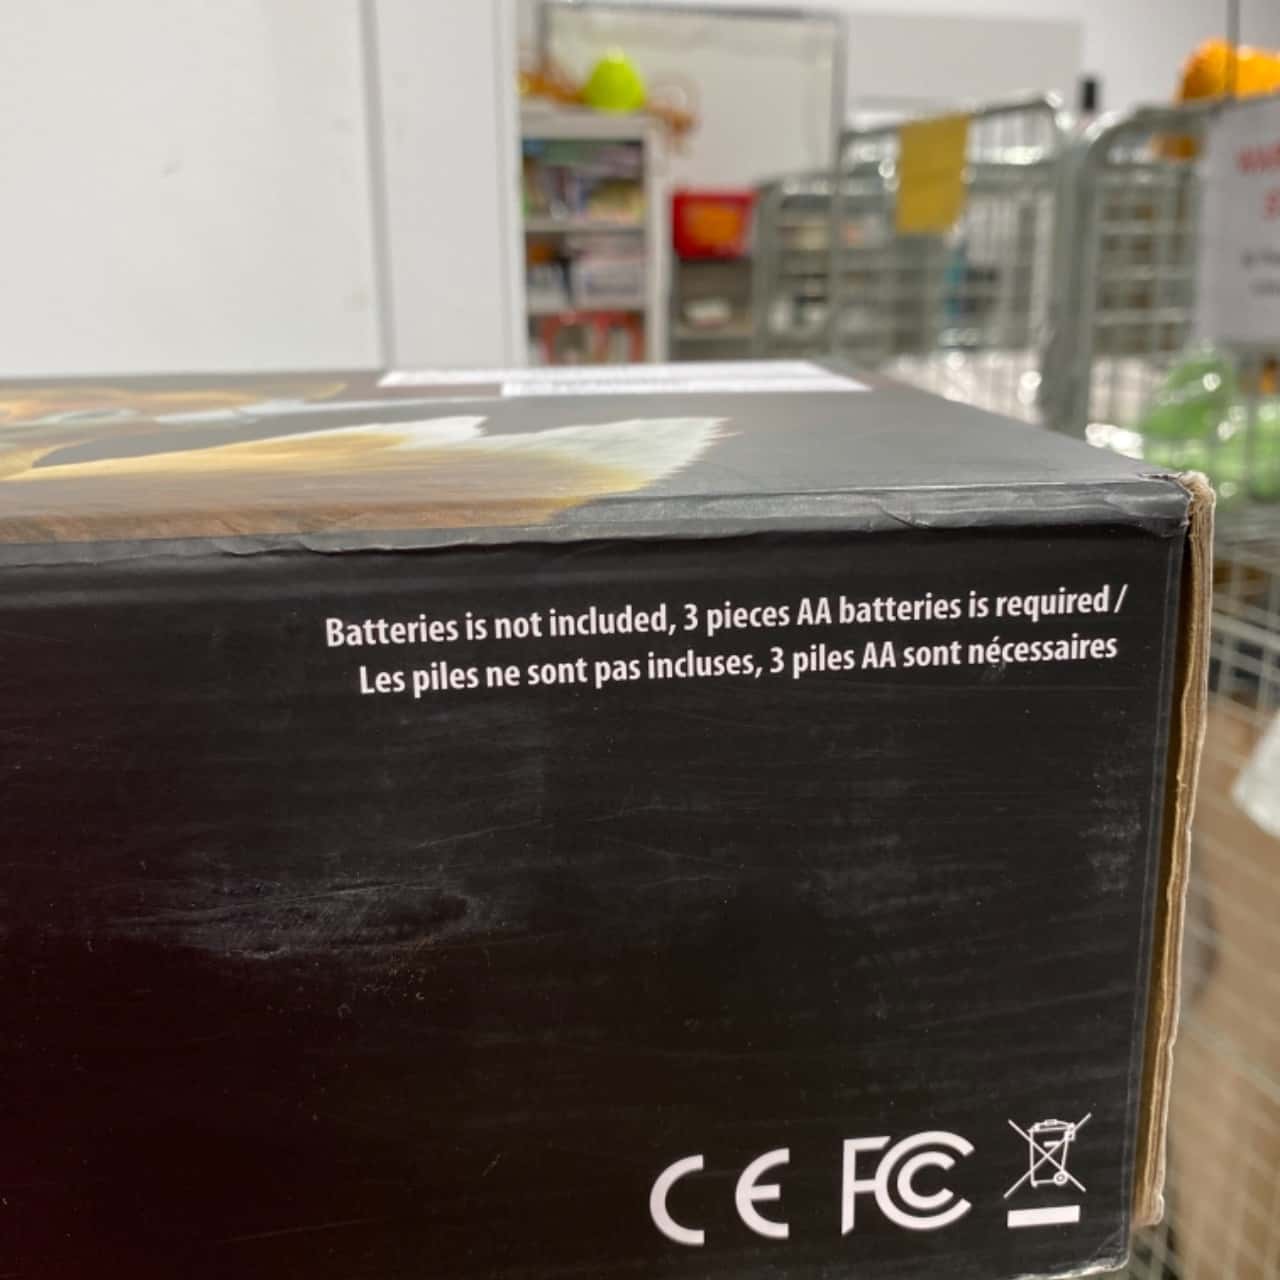 Batteries is not included, 3 pieces AA batteries is required /
Les piles ne sont pas incluses, 3 piles AA sont nécessaires
CE FC